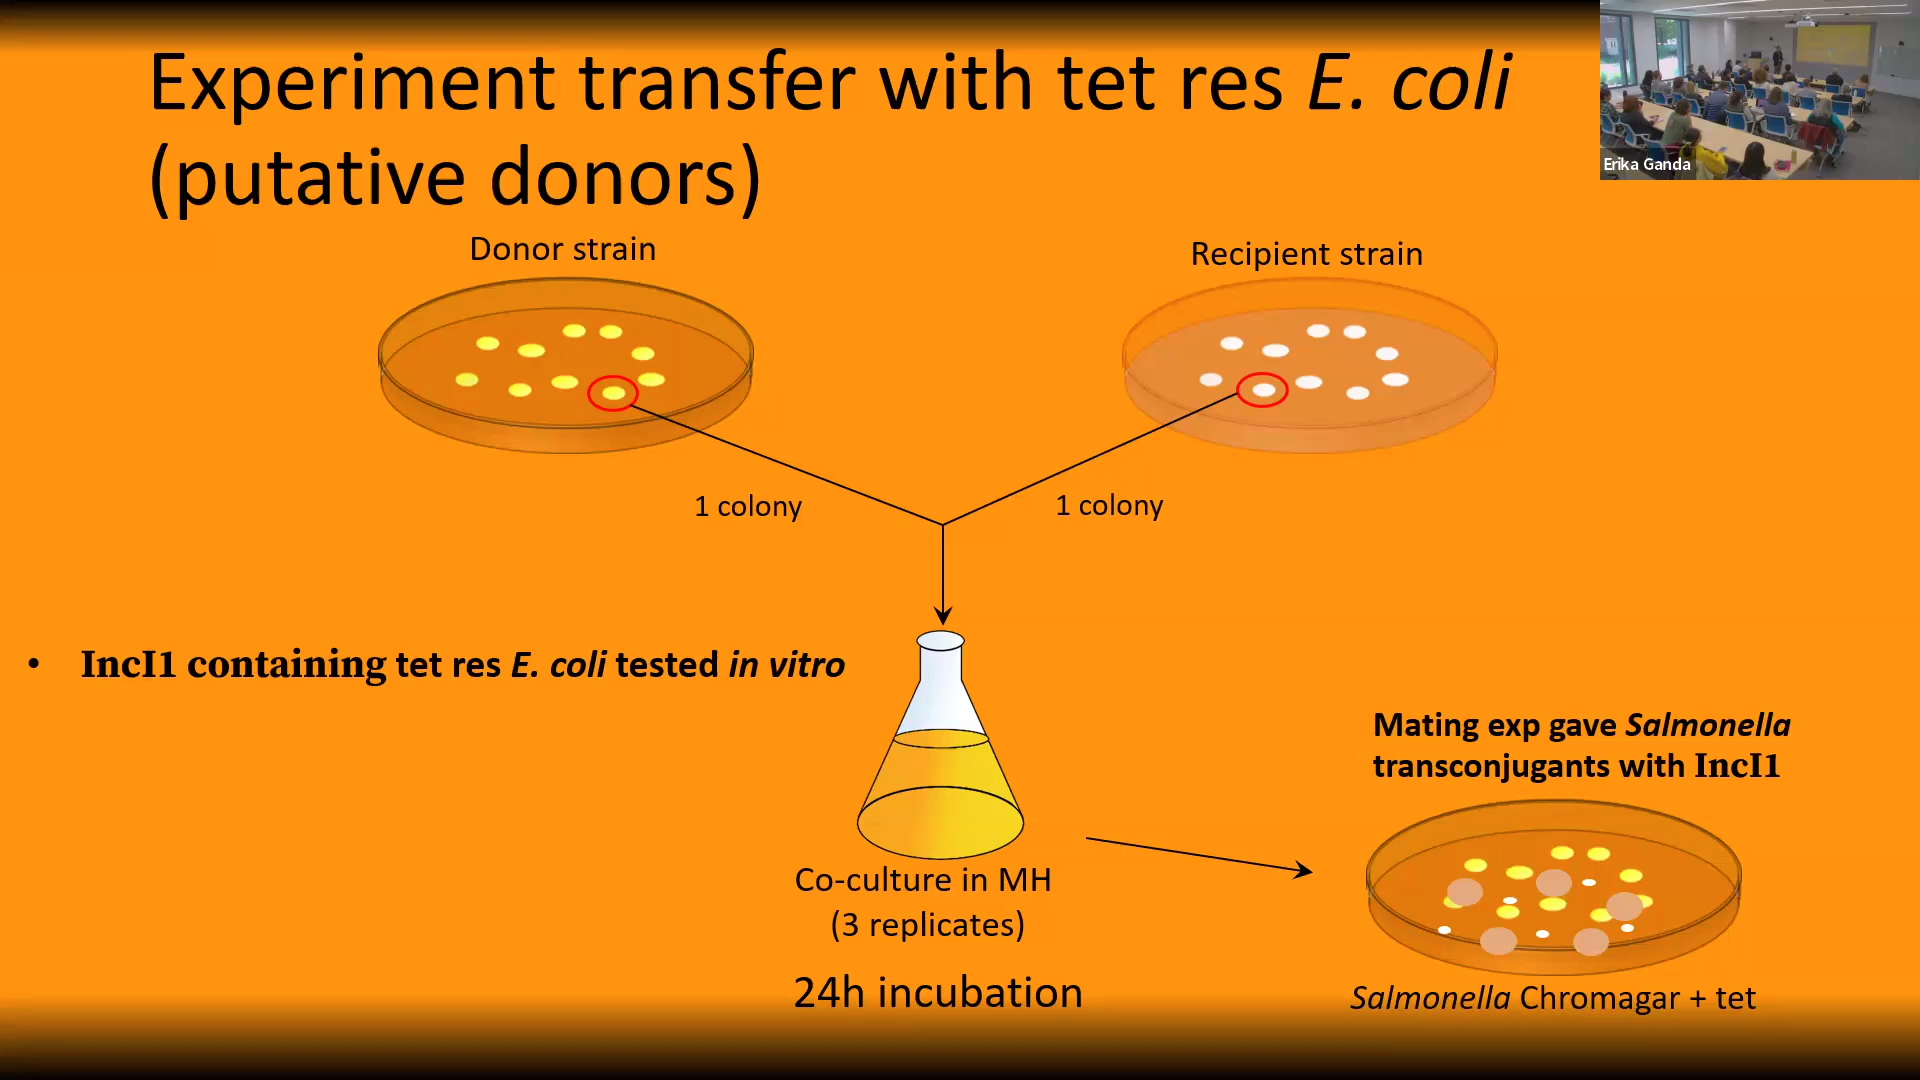 Experiment transfer with tet res E. coli
(putative donors)
Erika Ganda
Donor strain
Recipient strain
1 colony
1 colony
• IncI1 containing tet res E. coli tested in vitro
Mating exp gave Salmonella
transconjugants with IncI1
Co-culture in MH
(3 replicates)
24h incubation
Salmonella Chromagar + tet